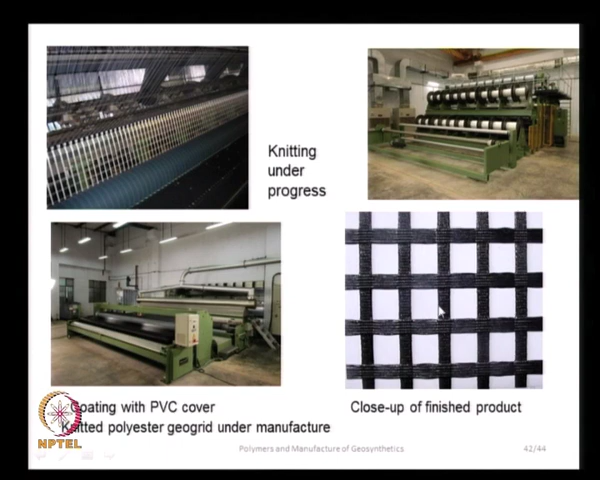 Knitting
under
progress
Coating with PVC cover
Close-up of finished product
Knitted polyester geogrid under manufacture
NPTEL
Polymers and Manufacture of Geosynthetics
42/44